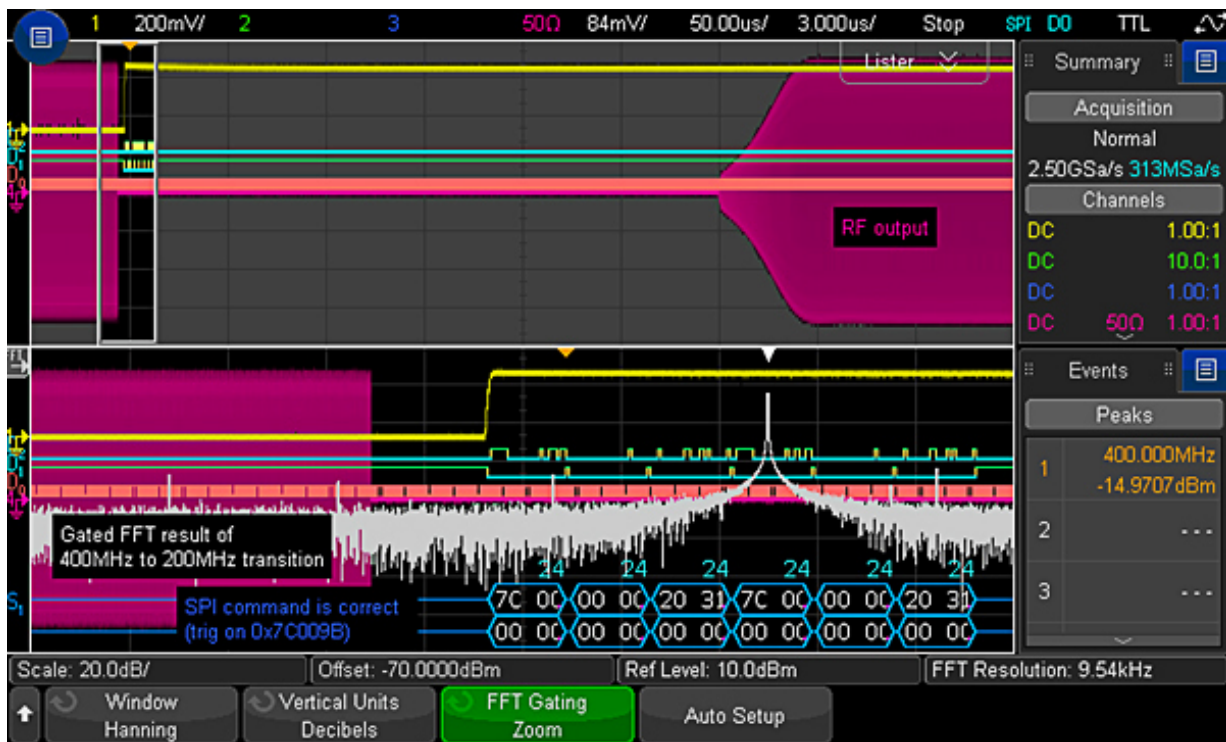 1 200mV/ 2 3 50Ω 84mV/ 50.00us/ 3.000us/ Stop SPI D0 TTL
Lister
Summary
Acquisition
Normal
2.50GSa/s 313MSa/s
Channels
DC 1.00:1
DC 10.0:1
DC 1.00:1
DC 50Ω 1.00:1
RF output
Events
Peaks
1 400.000MHz
-14.9707dBm
2 ---
3 ---
Gated FFT result of
400MHz to 200MHz transition
24 24 24 24 24 24
S1
SPI command is correct
(trig on 0x7C009B)
7C 00 00 00 20 31 7C 00 00 00 20 31
00 00 00 00 00 00 00 00 00 00 00 00
Scale: 20.0dB/ Offset: -70.0000dBm Ref Level: 10.0dBm FFT Resolution: 9.54kHz
Window
Hanning
Vertical Units
Decibels
FFT Gating
Zoom
Auto Setup